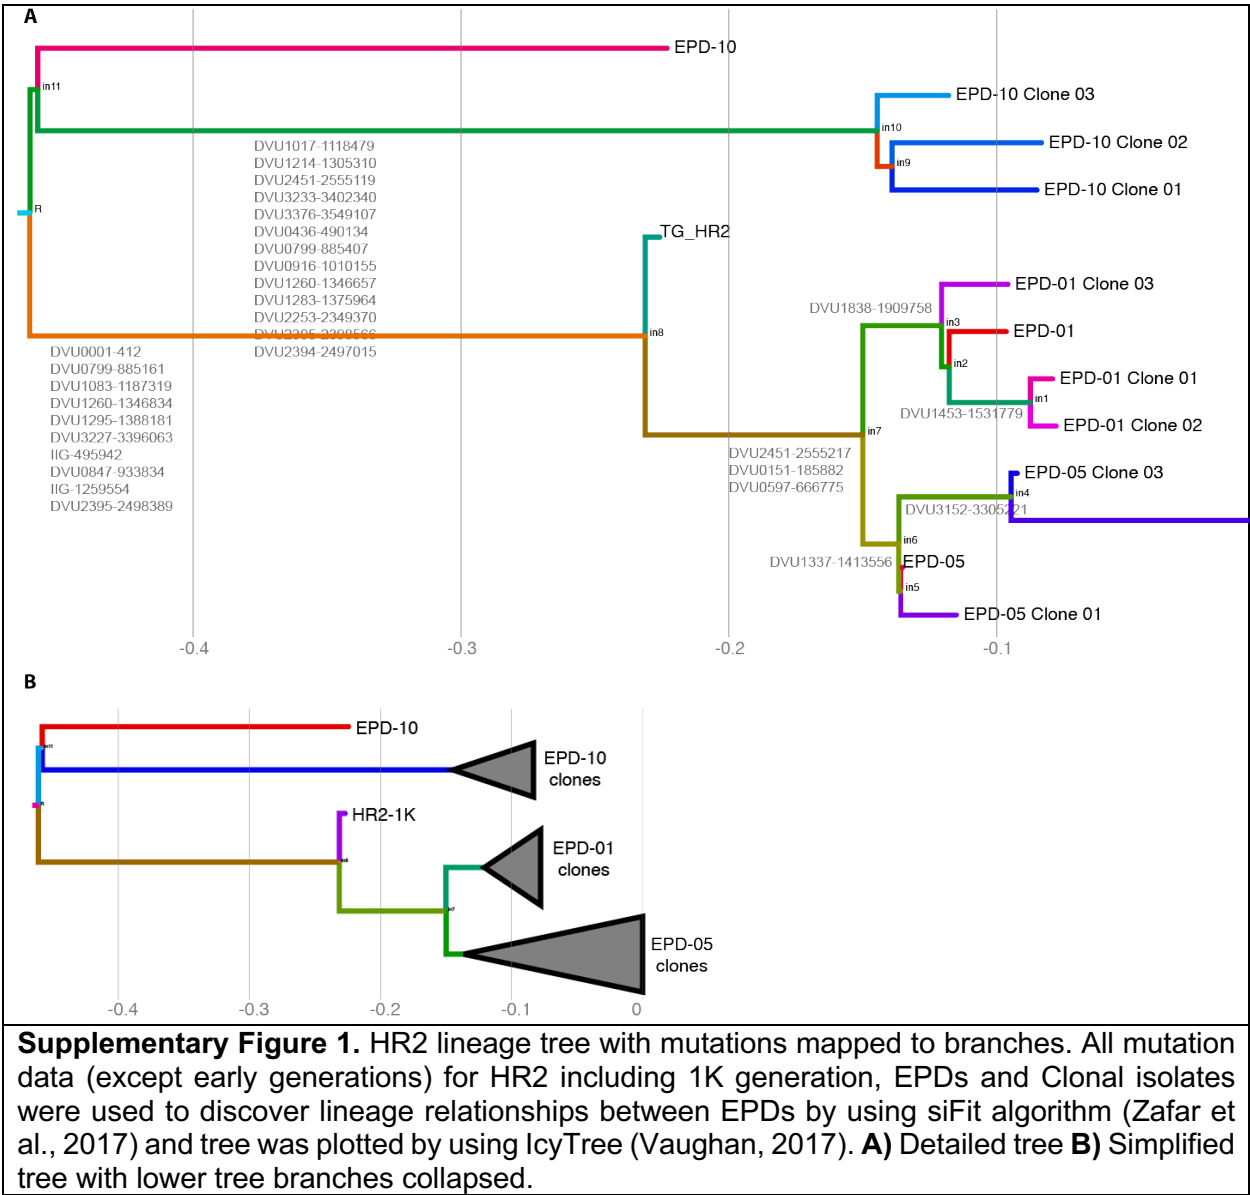 A
EPD-10
in11
EPD-10 Clone 03
in10
DVU1017-1118479
DVU1214-1305310
DVU2451-2555119
DVU3233-3402340
DVU3376-3549107
DVU0436-490134
DVU0799-885407
DVU0916-1010155
DVU1260-1346657
DVU1283-1375964
DVU2253-2349370
DVU2394-2497015
EPD-10 Clone 02
in9
EPD-10 Clone 01
R
TG_HR2
in8
EPD-01 Clone 03
DVU1838-1909758
in3
EPD-01
in2
EPD-01 Clone 01
in1
DVU1453-1531779
EPD-01 Clone 02
in7
DVU0001-412
DVU0799-885161
DVU1083-1187319
DVU1260-1346834
DVU1295-1388181
DVU3227-3396063
IIG-495942
DVU0847-933834
IIG-1259554
DVU2395-2498389
DVU2451-2555217
DVU0151-185882
DVU0597-666775
EPD-05 Clone 03
in4
DVU3152-3305221
in6
DVU1337-1413556
EPD-05
in5
EPD-05 Clone 01
-0.4 -0.3 -0.2 -0.1
B
EPD-10
in11
EPD-10
clones
R
HR2-1K
in8
EPD-01
clones
in7
EPD-05
clones
-0.4 -0.3 -0.2 -0.1 0
Supplementary Figure 1. HR2 lineage tree with mutations mapped to branches. All mutation
data (except early generations) for HR2 including 1K generation, EPDs and Clonal isolates
were used to discover lineage relationships between EPDs by using siFit algorithm (Zafar et
al., 2017) and tree was plotted by using IcyTree (Vaughan, 2017). A) Detailed tree B) Simplified
tree with lower tree branches collapsed.